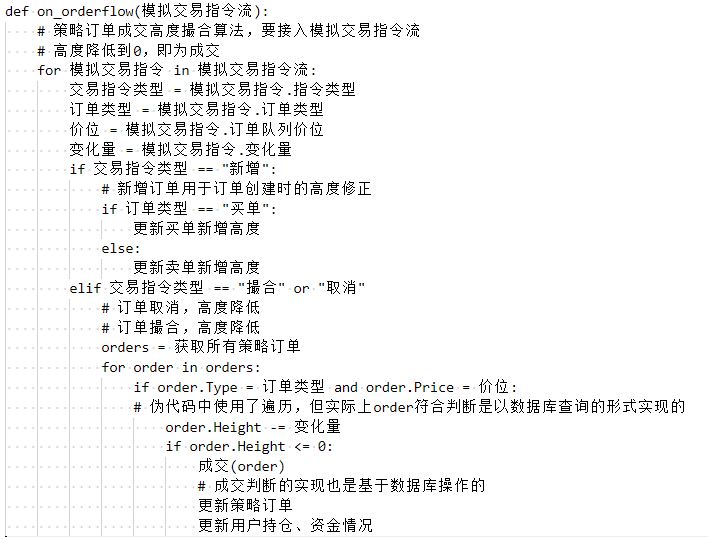 def on_orderflow(模拟交易指令流):
# 策略订单成交高度撮合算法，要接入模拟交易指令流
# 高度降低到0，即为成交
for 模拟交易指令 in 模拟交易指令流:
交易指令类型 = 模拟交易指令.指令类型
订单类型 = 模拟交易指令.订单类型
价位 = 模拟交易指令.订单队列价位
变化量 = 模拟交易指令.变化量
if 交易指令类型 == "新增":
# 新增订单用于订单创建时的高度修正
if 订单类型 == "买单":
更新买单新增高度
else:
更新卖单新增高度
elif 交易指令类型 == "撮合" or "取消"
# 订单取消，高度降低
# 订单撮合，高度降低
orders = 获取所有策略订单
for order in orders:
if order.Type = 订单类型 and order.Price = 价位:
# 伪代码中使用了遍历，但实际上order符合判断是以数据库查询的形式实现的
order.Height -= 变化量
if order.Height <= 0:
成交(order)
# 成交判断的实现也是基于数据库操作的
更新策略订单
更新用户持仓、资金情况